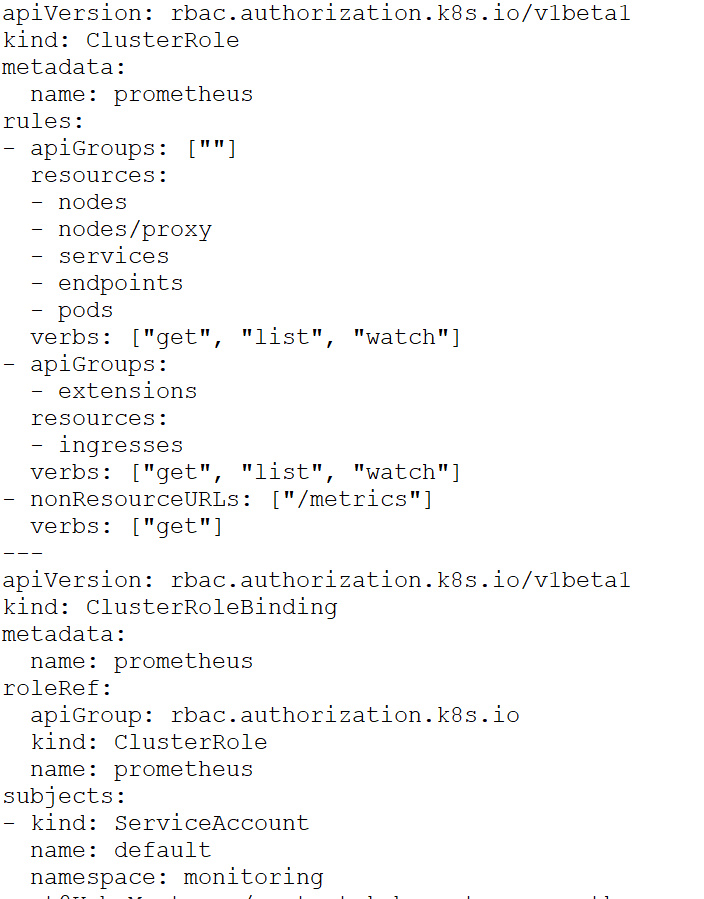 apiVersion: rbac.authorization.k8s.io/v1beta1
kind: ClusterRole
metadata:
  name: prometheus
rules:
- apiGroups: [""]
  resources:
  - nodes
  - nodes/proxy
  - services
  - endpoints
  - pods
  verbs: ["get", "list", "watch"]
- apiGroups:
  - extensions
  resources:
  - ingresses
  verbs: ["get", "list", "watch"]
- nonResourceURLs: ["/metrics"]
  verbs: ["get"]
---
apiVersion: rbac.authorization.k8s.io/v1beta1
kind: ClusterRoleBinding
metadata:
  name: prometheus
roleRef:
  apiGroup: rbac.authorization.k8s.io
  kind: ClusterRole
  name: prometheus
subjects:
- kind: ServiceAccount
  name: default
  namespace: monitoring